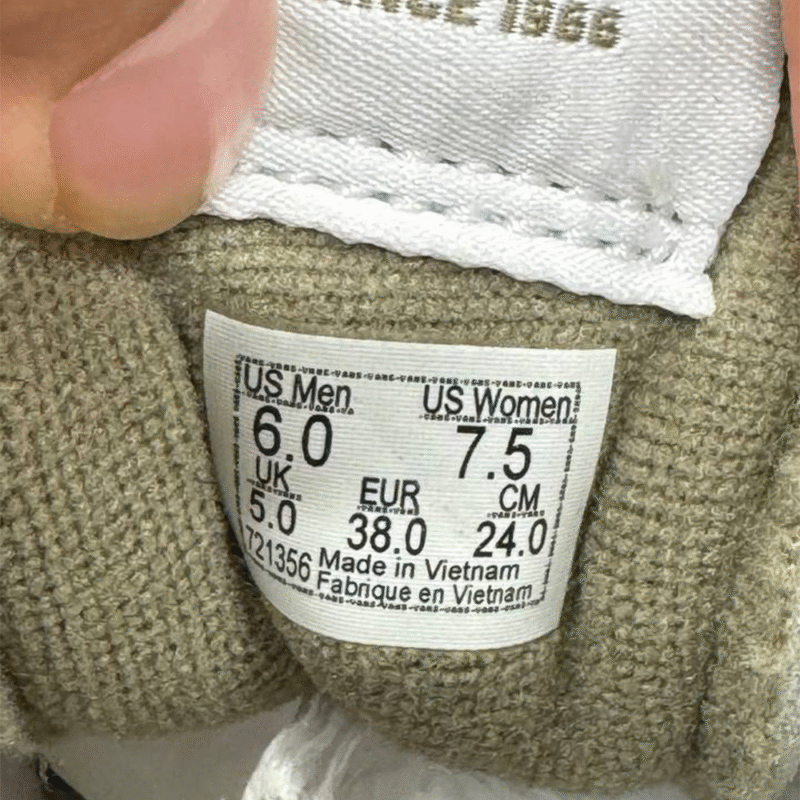 SINCE 1966
US Men US Women
6.0 7.5
UK EUR CM
5.0 38.0 24.0
721356 Made in Vietnam
Fabrique en Vietnam